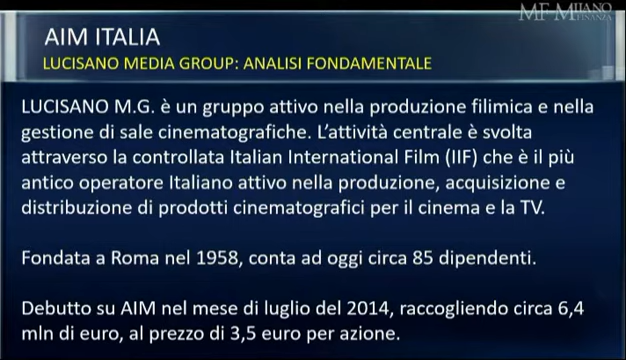 MF-MILANO
FINANZA
AIM ITALIA
LUCISANO MEDIA GROUP: ANALISI FONDAMENTALE
LUCISANO M.G. è un gruppo attivo nella produzione filimica e nella
gestione di sale cinematografiche. L'attività centrale è svolta
attraverso la controllata Italian International Film (IIF) che è il più
antico operatore Italiano attivo nella produzione, acquisizione e
distribuzione di prodotti cinematografici per il cinema e la TV.
Fondata a Roma nel 1958, conta ad oggi circa 85 dipendenti.
Debutto su AIM nel mese di luglio del 2014, raccogliendo circa 6,4
mln di euro, al prezzo di 3,5 euro per azione.